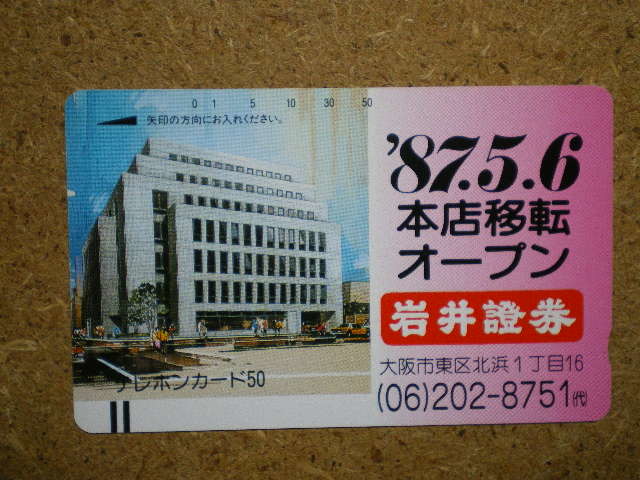 0 1 5 10 30 50
矢印の方向にお入れください。
テレホンカード50
'87.5.6
本店移転
オープン
岩井證券
大阪市東区北浜1丁目16
(06)202-8751(代)